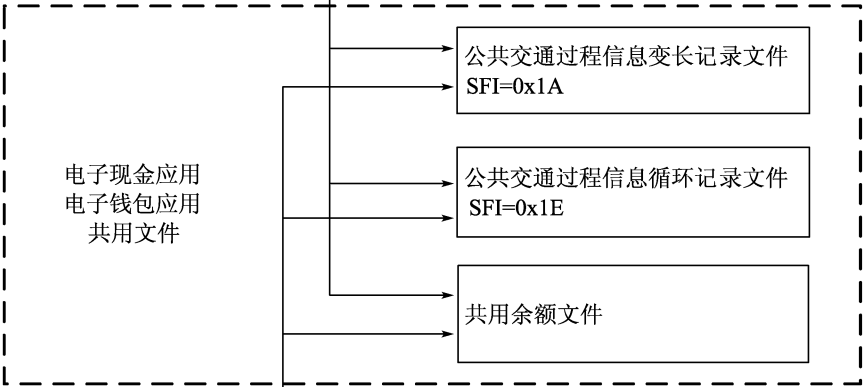 公共交通过程信息变长记录文件
SFI=0x1A
电子现金应用
电子钱包应用
共用文件
公共交通过程信息循环记录文件
SFI=0x1E
共用余额文件